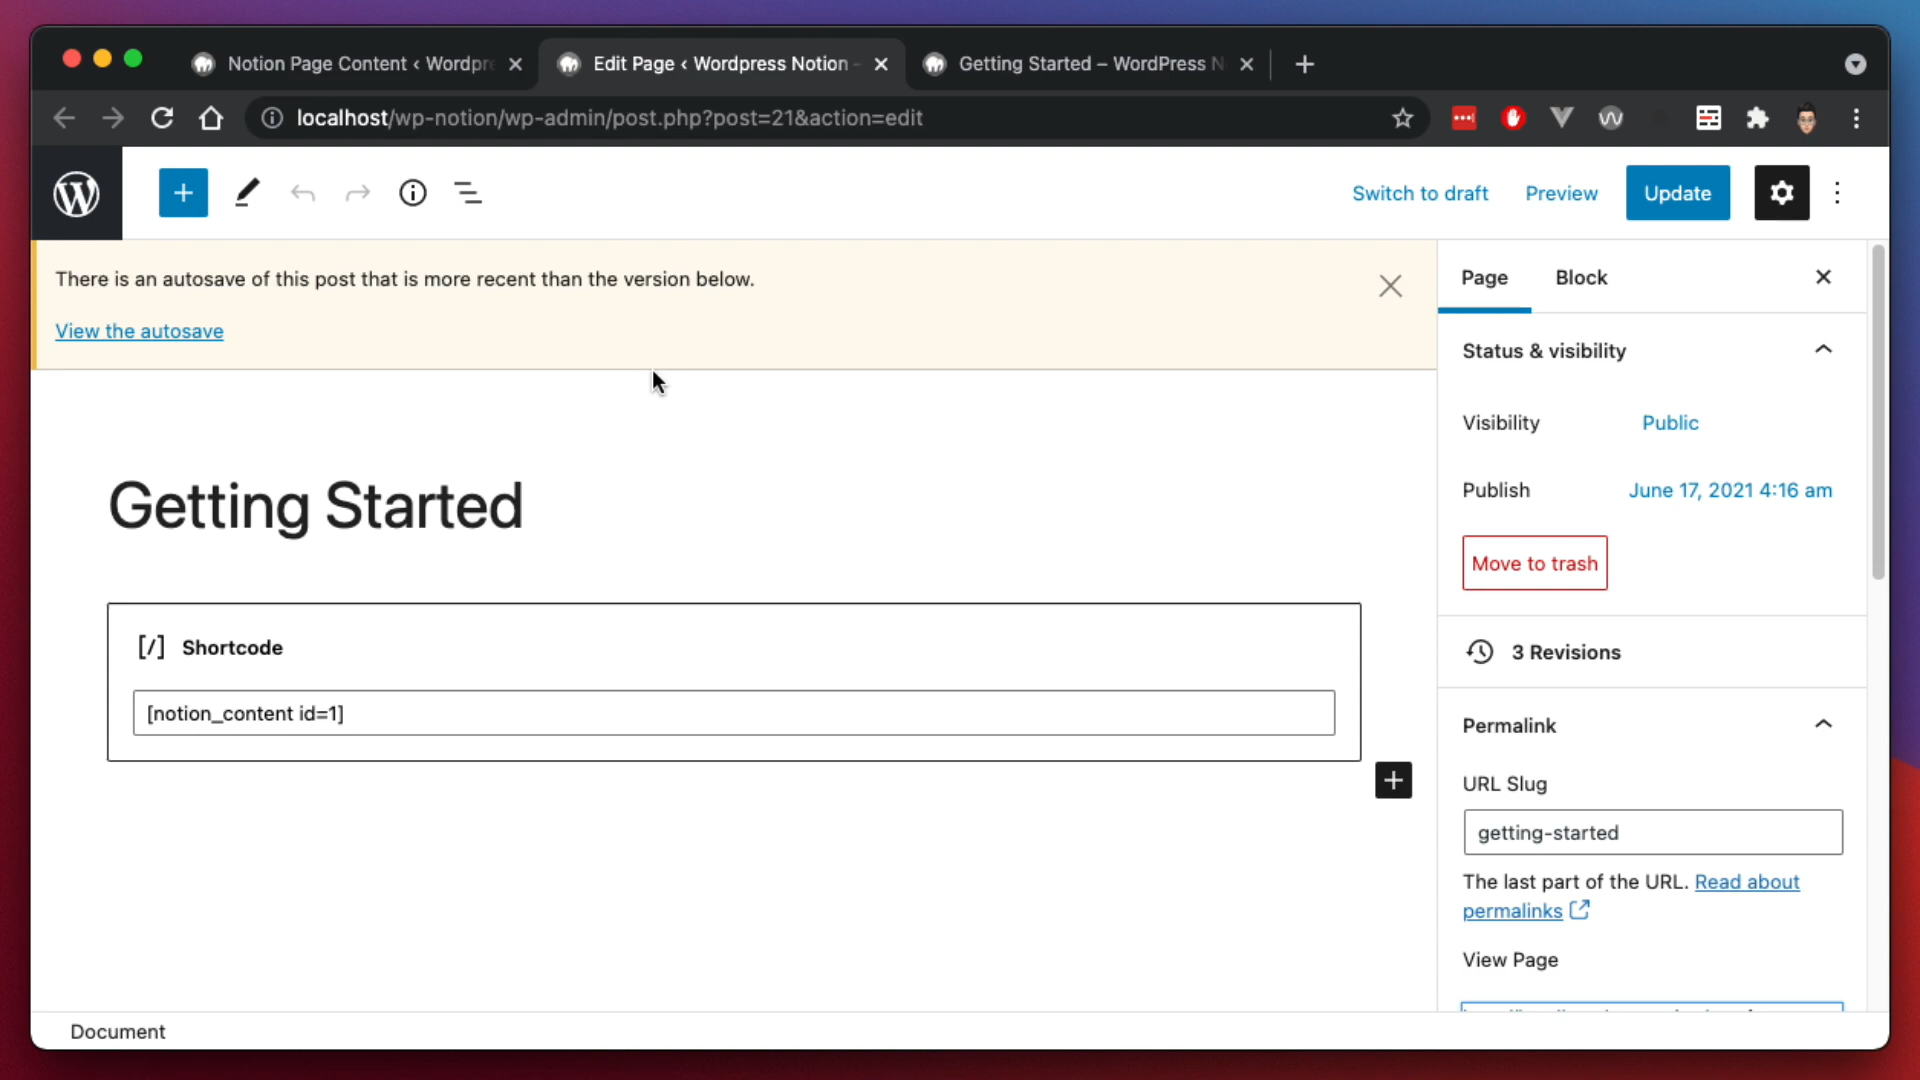 Notion Page Content ‹ Wordpre
Edit Page ‹ Wordpress Notion -
Getting Started – WordPress N
localhost/wp-notion/wp-admin/post.php?post=21&action=edit
Switch to draft
Preview
Update
There is an autosave of this post that is more recent than the version below.
View the autosave
Getting Started
[/] Shortcode
[notion_content id=1]
Page
Block
Status & visibility
Visibility
Public
Publish
June 17, 2021 4:16 am
Move to trash
3 Revisions
Permalink
URL Slug
getting-started
The last part of the URL. Read about
permalinks
View Page
Document